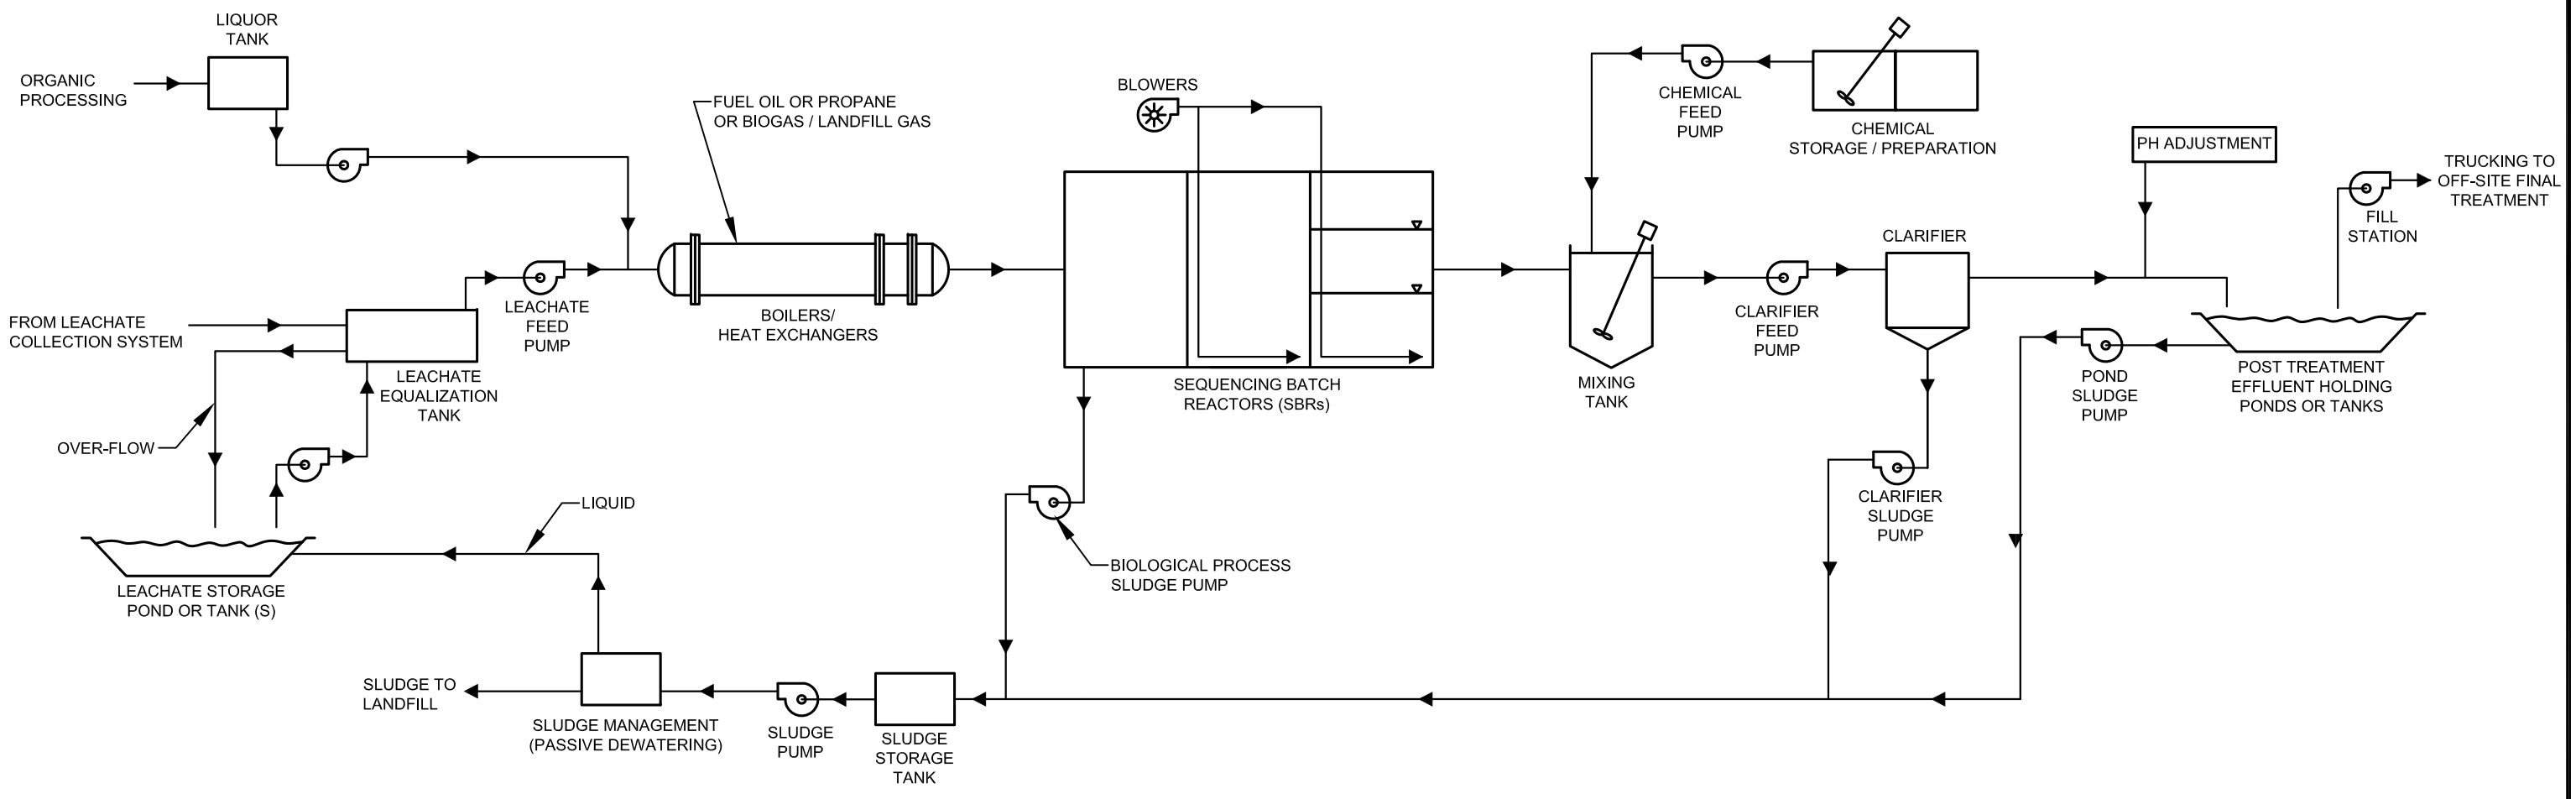 LIQUOR
TANK
ORGANIC
PROCESSING
FUEL OIL OR PROPANE
OR BIOGAS / LANDFILL GAS
BLOWERS
CHEMICAL
FEED
PUMP
CHEMICAL
STORAGE / PREPARATION
PH ADJUSTMENT
TRUCKING TO
OFF-SITE FINAL
TREATMENT
FILL
STATION
CLARIFIER
FROM LEACHATE
COLLECTION SYSTEM
LEACHATE
FEED
PUMP
BOILERS/
HEAT EXCHANGERS
LEACHATE
EQUALIZATION
TANK
SEQUENCING BATCH
REACTORS (SBRs)
MIXING
TANK
CLARIFIER
FEED
PUMP
POND
SLUDGE
PUMP
POST TREATMENT
EFFLUENT HOLDING
PONDS OR TANKS
OVER-FLOW
LIQUID
CLARIFIER
SLUDGE
PUMP
BIOLOGICAL PROCESS
SLUDGE PUMP
LEACHATE STORAGE
POND OR TANK (S)
SLUDGE TO
LANDFILL
SLUDGE MANAGEMENT
(PASSIVE DEWATERING)
SLUDGE
PUMP
SLUDGE
STORAGE
TANK